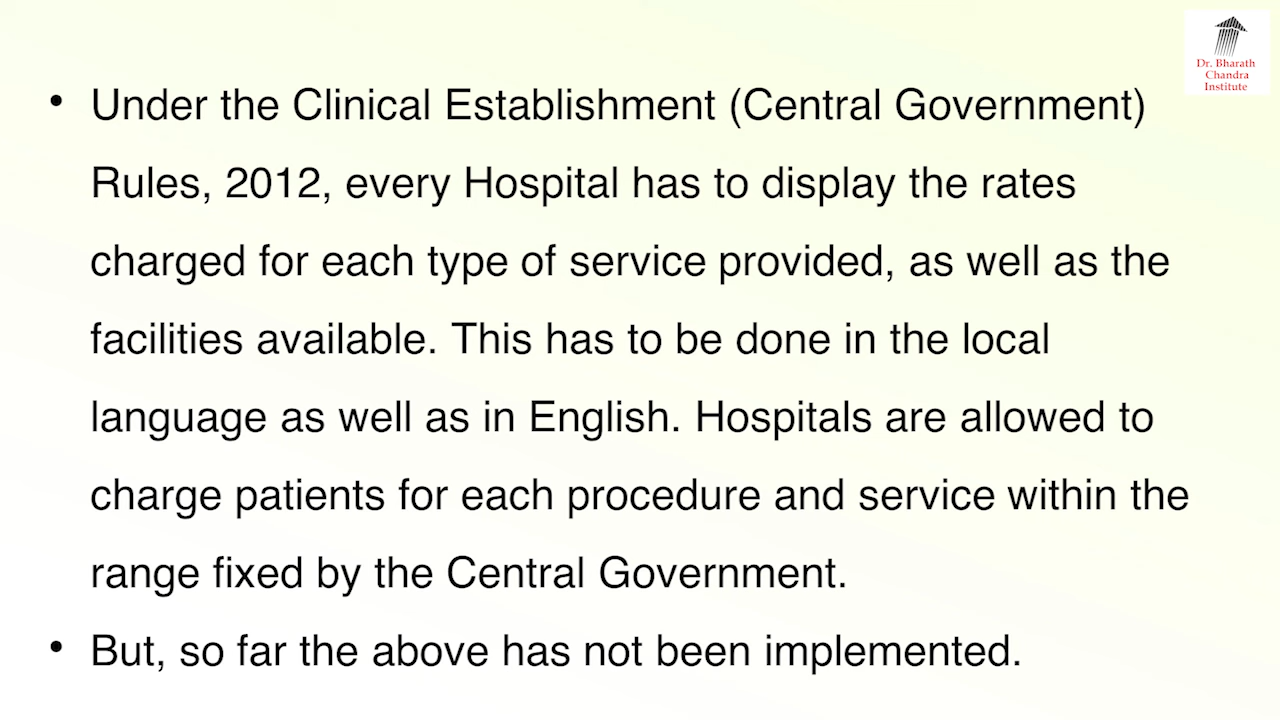 Dr. Bharath
Chandra
Institute
• Under the Clinical Establishment (Central Government)
Rules, 2012, every Hospital has to display the rates
charged for each type of service provided, as well as the
facilities available. This has to be done in the local
language as well as in English. Hospitals are allowed to
charge patients for each procedure and service within the
range fixed by the Central Government.
• But, so far the above has not been implemented.